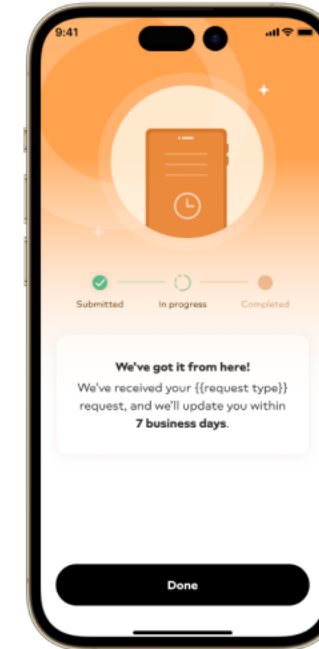 9:41
Submitted In progress Completed
We've got it from here!
We've received your {{request type}}
request, and we'll update you within
7 business days.
Done